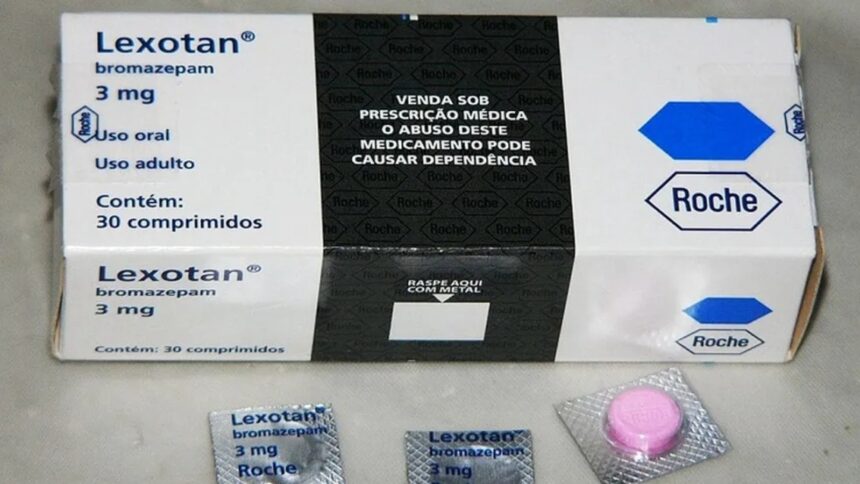 Lexotan®
bromazepam
3 mg
Roche
Uso oral
Uso adulto
Contém:
30 comprimidos
VENDA SOB
PRESCRIÇÃO MÉDICA
O ABUSO DESTE
MEDICAMENTO PODE
CAUSAR DEPENDÊNCIA
Roche
Roche
Lexotan®
bromazepam
3 mg
Contém: 30 comprimidos
RASPE AQUI
COM METAL
Roche
Lexotan®
bromazepam
3 mg
Roche
Lexotan®
bromazepam
3 mg